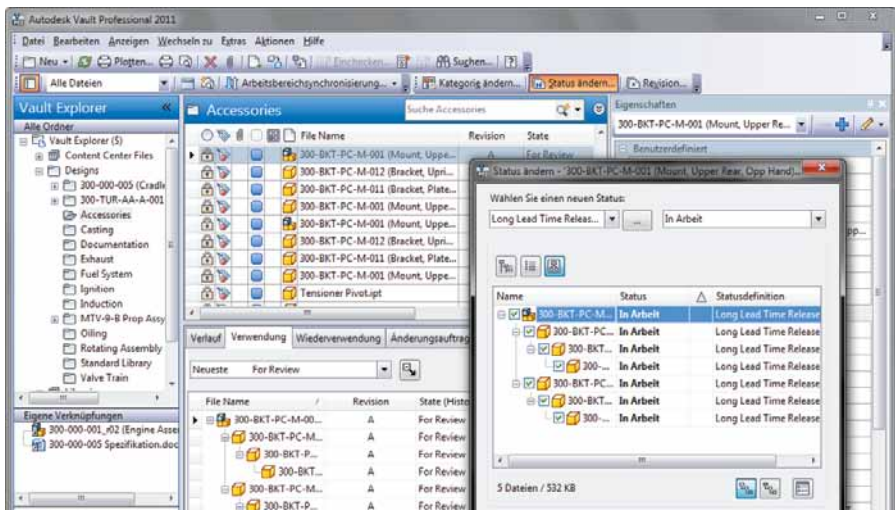 Autodesk Vault Professional 2011
Datei Bearbeiten Anzeigen Wechseln zu Extras Aktionen Hilfe
Neu Plotten... Einchecken... Suchen...
Alle Dateien Arbeitsbereichsynchronisierung... Kategorie ändern... Status ändern... Revision...
Vault Explorer
Alle Ordner
Vault Explorer (5)
Content Center Files
Designs
300-000-005 (Cradle
300-TUR-AA-A-001
Accessories
Casting
Documentation
Exhaust
Fuel System
Ignition
Induction
MTV-9-B Prop Assy
Oiling
Rotating Assembly
Standard Library
Valve Train
Eigene Verknüpfungen
300-000-001_r02 (Engine Asse
300-000-005 Spezifikation.doc
Accessories
Suche Accessories
File Name Revision State
300-BKT-PC-M-001 (Mount, Uppe... A For Review
300-BKT-PC-M-012 (Bracket, Upri...
300-BKT-PC-M-011 (Bracket, Plate...
300-BKT-PC-M-001 (Mount, Uppe...
300-BKT-PC-M-001 (Mount, Uppe...
300-BKT-PC-M-012 (Bracket, Upri...
300-BKT-PC-M-011 (Bracket, Plate...
300-BKT-PC-M-001 (Mount, Uppe...
Tensioner Pivot.ipt
Verlauf Verwendung Wiederverwendung Änderungsauftrag
Neueste For Review
File Name Revision State (Histo
300-BKT-PC-M-00... A For Review
300-BKT-PC-M... A For Review
300-BKT-P... A For Review
300-BKT... A For Review
300-BKT-PC-M... A For Review
300-BKT-P... A For Review
Eigenschaften
300-BKT-PC-M-001 (Mount, Upper Re...
Benutzerdefiniert
pp...
Status ändern - '300-BKT-PC-M-001 (Mount, Upper Rear, Opp Hand)...
Wählen Sie einen neuen Status:
Long Lead Time Releas... ... In Arbeit
Name Status Statusdefinition
300-BKT-PC-M... In Arbeit Long Lead Time Release
300-BKT-PC... In Arbeit Long Lead Time Release
300-BKT... In Arbeit Long Lead Time Release
300-... In Arbeit Long Lead Time Release
300-BKT-PC... In Arbeit Long Lead Time Release
300-BKT... In Arbeit Long Lead Time Release
300-... In Arbeit Long Lead Time Release
5 Dateien / 532 KB